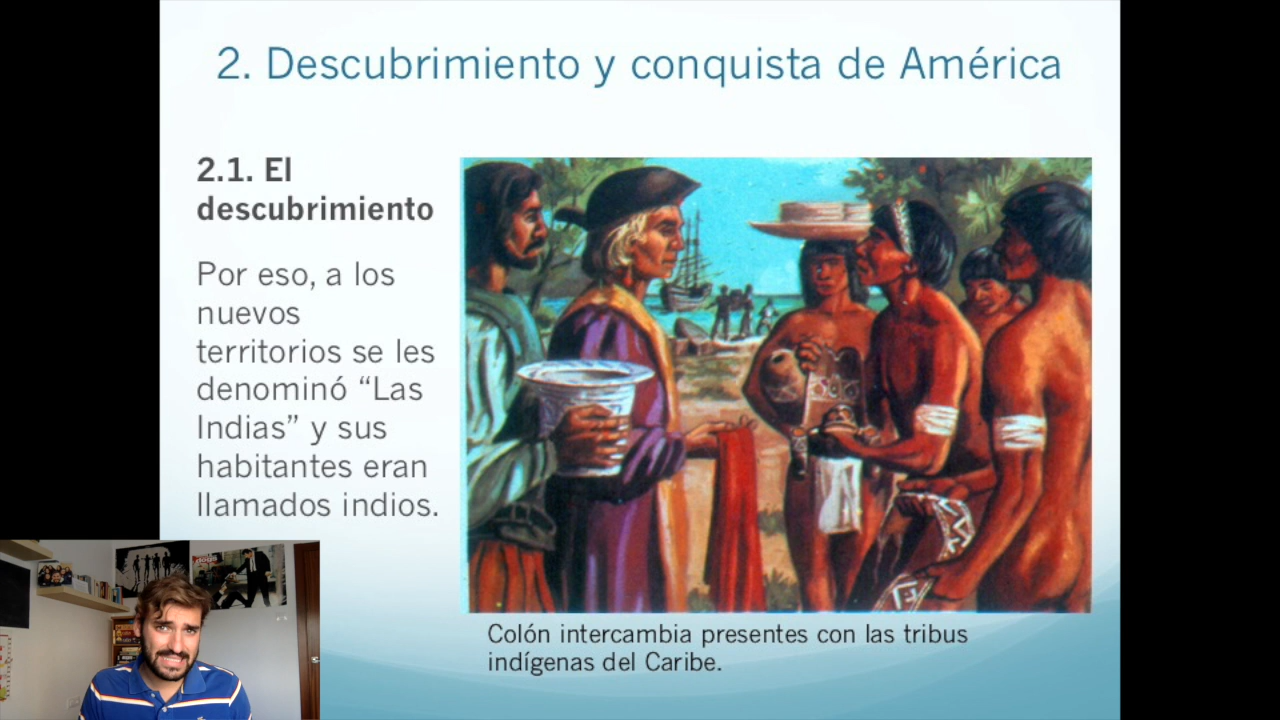 2. Descubrimiento y conquista de América
2.1. El
descubrimiento
Por eso, a los
nuevos
territorios se les
denominó “Las
Indias” y sus
habitantes eran
llamados indios.
Colón intercambia presentes con las tribus
indígenas del Caribe.